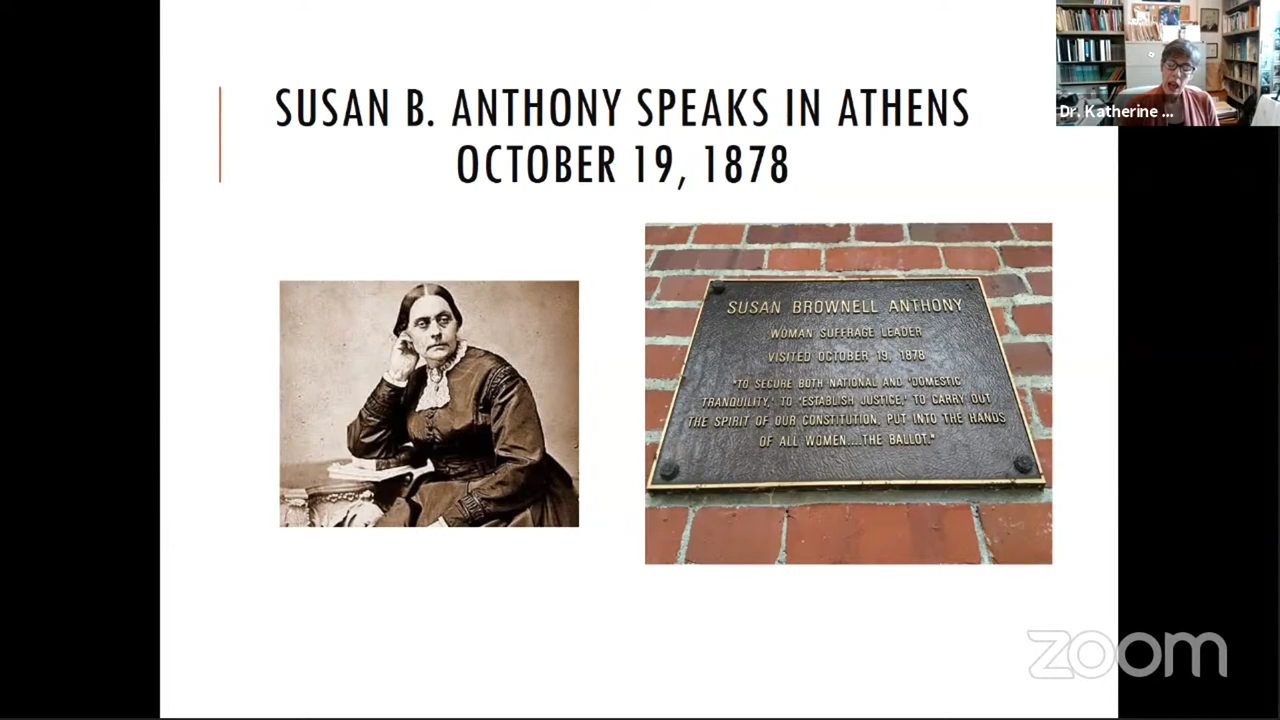 SUSAN B. ANTHONY SPEAKS IN ATHENS
OCTOBER 19, 1878
Dr. Katherine ...
SUSAN BROWNELL ANTHONY
WOMAN SUFFRAGE LEADER
VISITED OCTOBER 19, 1878
"TO SECURE BOTH NATIONAL AND 'DOMESTIC
TRANQUILITY,' TO 'ESTABLISH JUSTICE,' TO CARRY OUT
THE SPIRIT OF OUR CONSTITUTION, PUT INTO THE HANDS
OF ALL WOMEN....THE BALLOT."
zoom